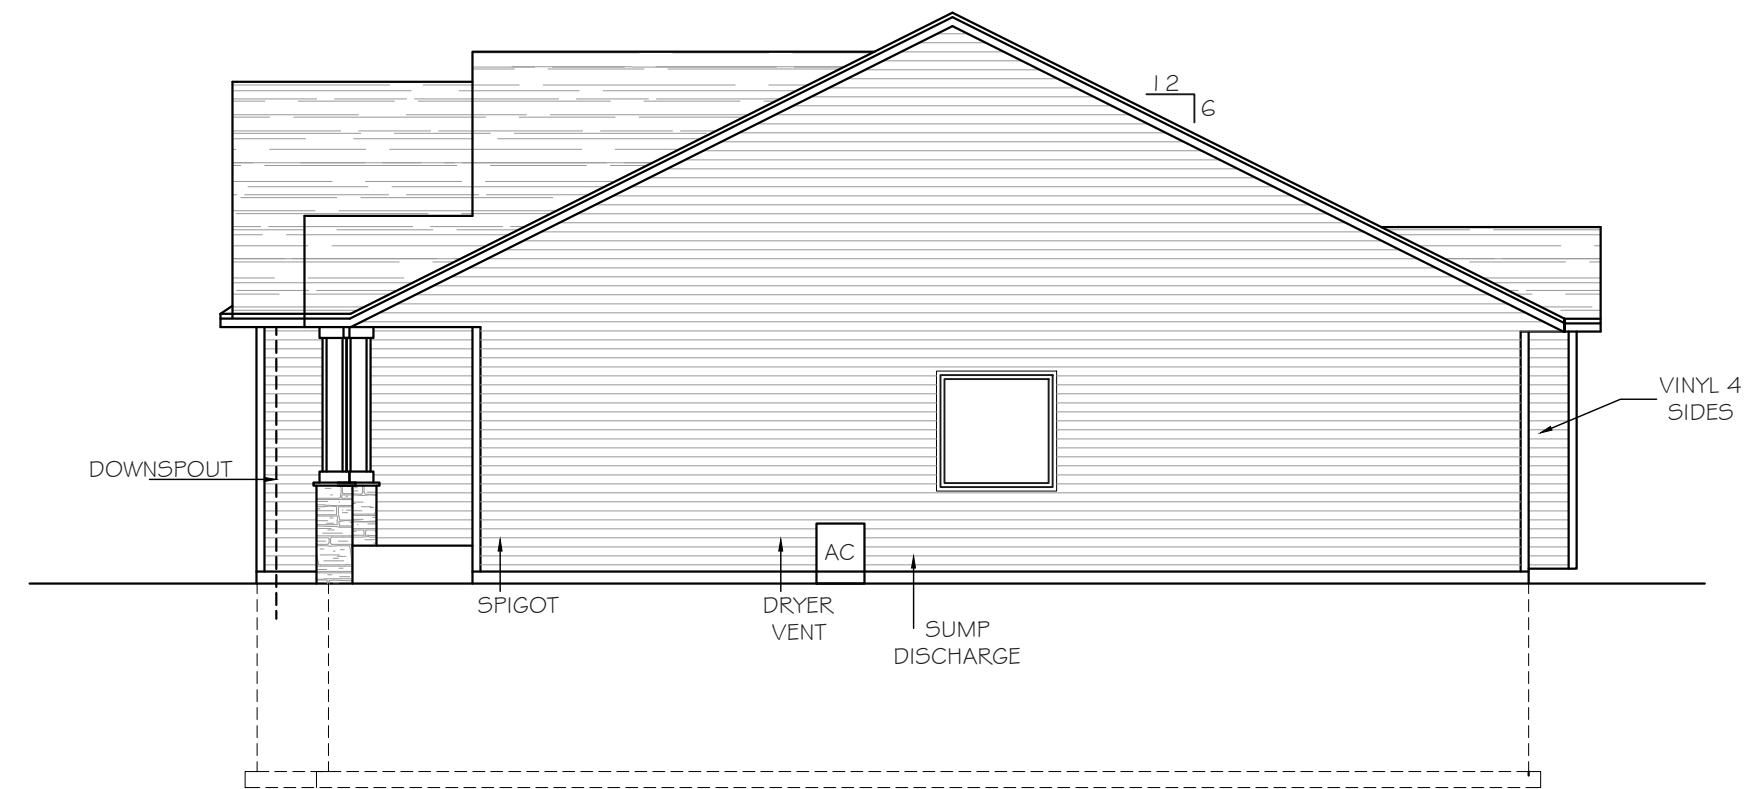 12
6
VINYL 4
SIDES
DOWNSPOUT
AC
SPIGOT
DRYER
VENT
SUMP
DISCHARGE